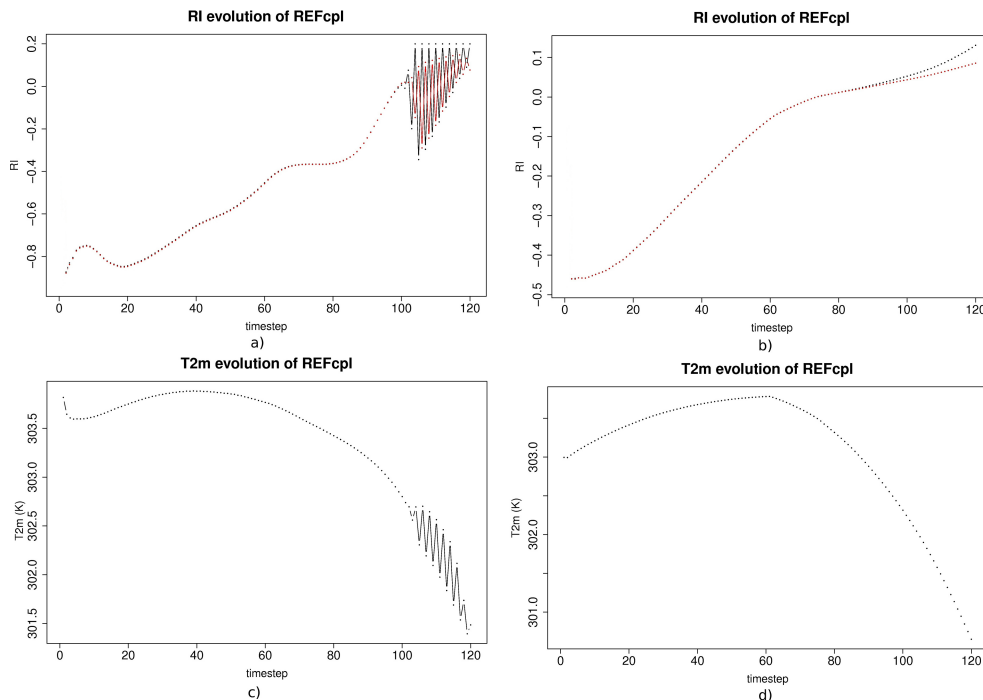 RI evolution of REFcpl
RI
0.2
0.0
−0.2
−0.4
−0.6
−0.8
0 20 40 60 80 100 120
timestep
a)
RI evolution of REFcpl
RI
0.1
0.0
−0.1
−0.2
−0.3
−0.4
−0.5
0 20 40 60 80 100 120
timestep
b)
T2m evolution of REFcpl
T2m (K)
303.5
303.0
302.5
302.0
301.5
0 20 40 60 80 100 120
timestep
c)
T2m evolution of REFcpl
T2m (K)
303.0
302.0
301.0
0 20 40 60 80 100 120
timestep
d)